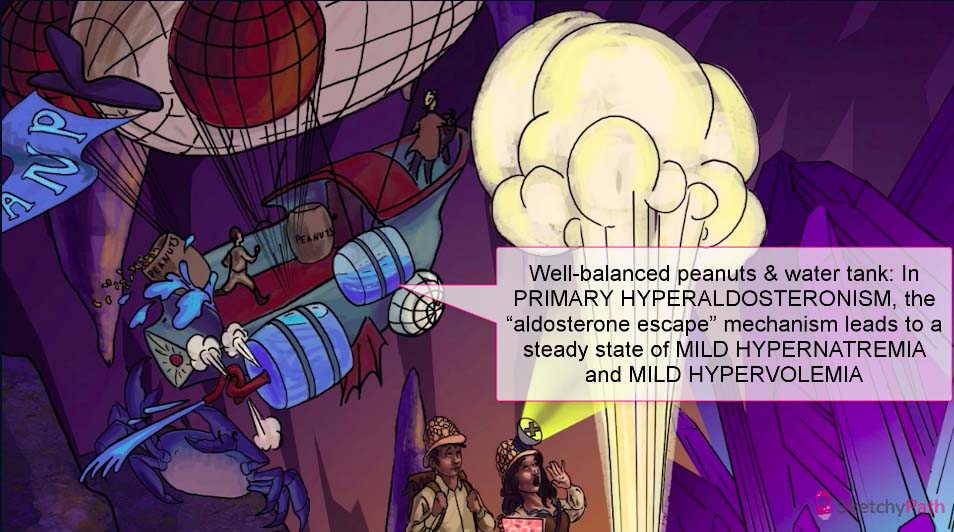 ANP
PEANUTS
PEANUTS
Well-balanced peanuts & water tank: In
PRIMARY HYPERALDOSTERONISM, the
“aldosterone escape” mechanism leads to a
steady state of MILD HYPERNATREMIA
and MILD HYPERVOLEMIA
SketchyPath